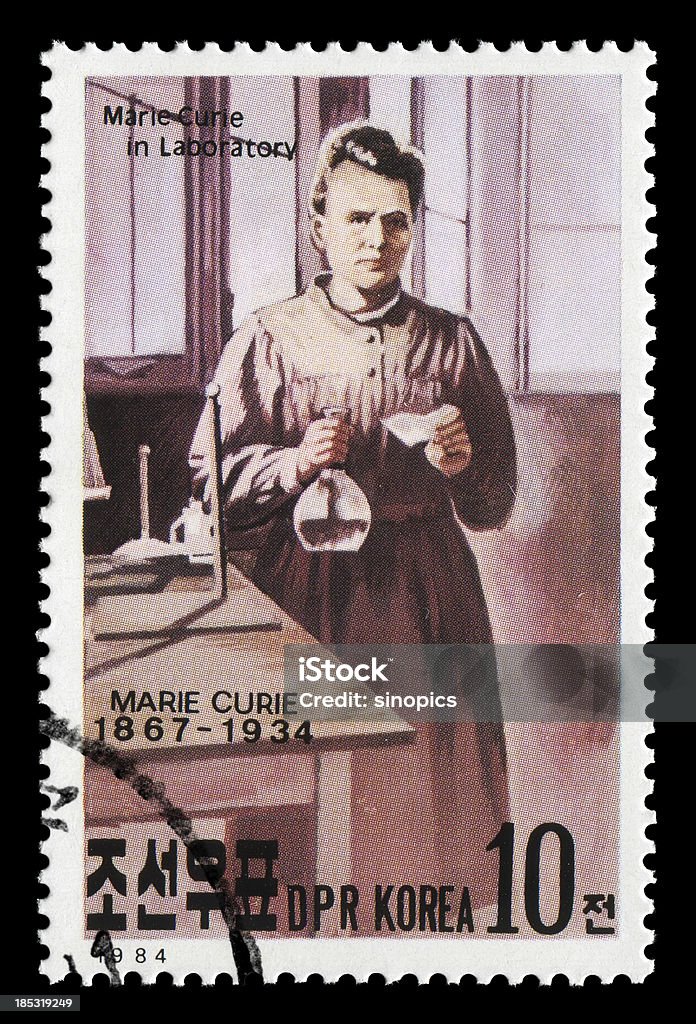 Marie Curie
in Laboratory
iStock
Credit: sinopics
MARIE CURIE
1867-1934
조선우표 DPR KOREA 10 전
1984
185319249